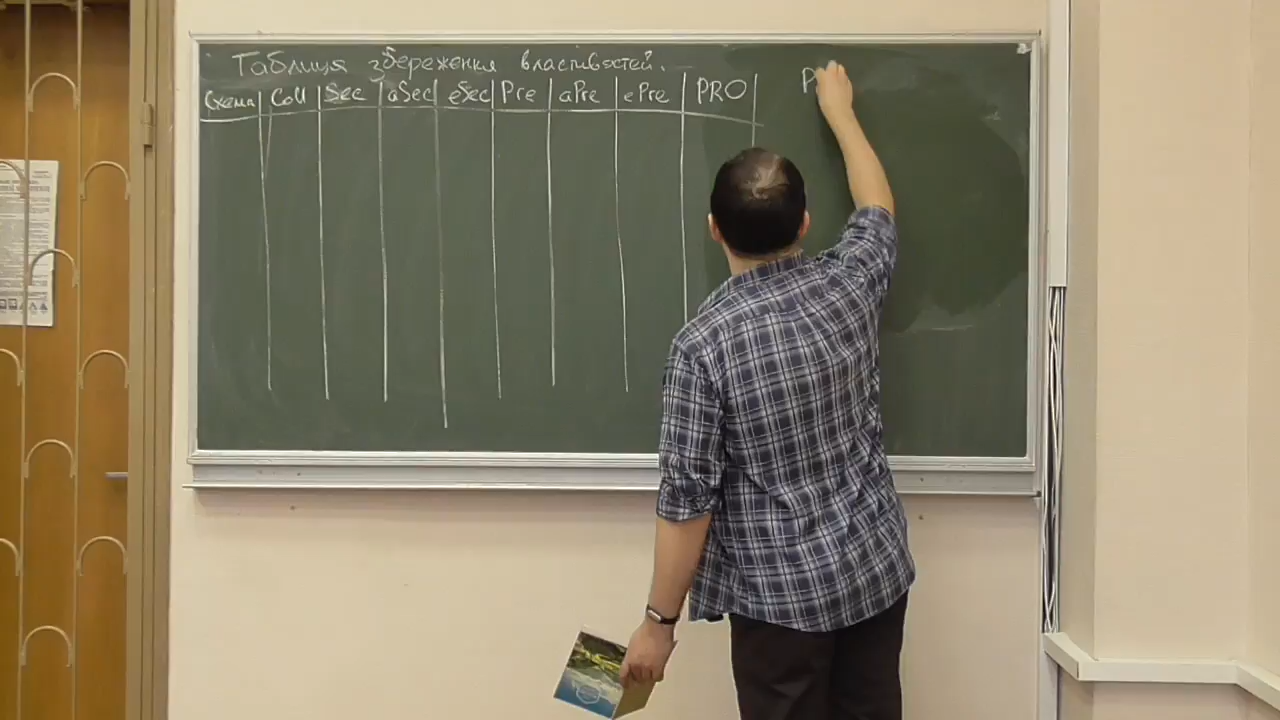 Таблиця збереження властивостей.
Схема Coll Sec aSec eSec Pre aPre ePre PRO
P